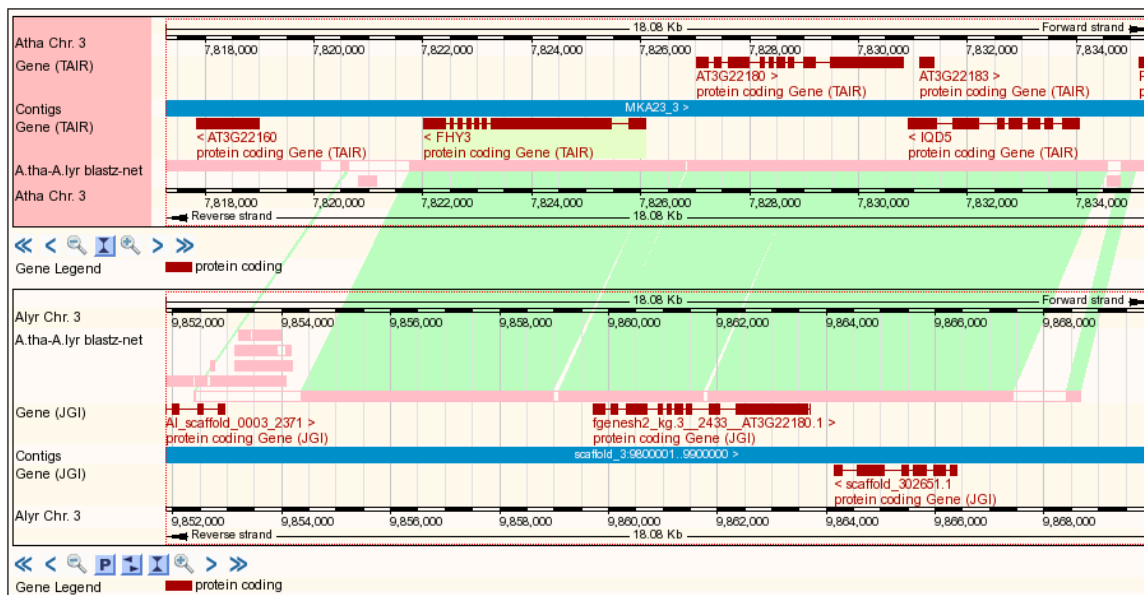 18.08 Kb Forward strand
Atha Chr. 3
7,818,000 7,820,000 7,822,000 7,824,000 7,826,000 7,828,000 7,830,000 7,832,000 7,834,000
Gene (TAIR)
AT3G22180 > AT3G22183 >
protein coding Gene (TAIR) protein coding Gene (TAIR)
Contigs MKA23_3 >
Gene (TAIR)
< AT3G22160 < FHY3 < IQD5
protein coding Gene (TAIR) protein coding Gene (TAIR) protein coding Gene (TAIR)
A.tha-A.lyr blastz-net
Atha Chr. 3
7,818,000 7,820,000 7,822,000 7,824,000 7,826,000 7,828,000 7,830,000 7,832,000 7,834,000
Reverse strand 18.08 Kb
Gene Legend protein coding
18.08 Kb Forward strand
Alyr Chr. 3
9,852,000 9,854,000 9,856,000 9,858,000 9,860,000 9,862,000 9,864,000 9,866,000 9,868,000
A.tha-A.lyr blastz-net
Gene (JGI)
Al_scaffold_0003_2371 > fgenesh2_kg.3__2433__AT3G22180.1 >
protein coding Gene (JGI) protein coding Gene (JGI)
Contigs scaffold_3:9800001..9900000 >
Gene (JGI)
< scaffold_302651.1
protein coding Gene (JGI)
Alyr Chr. 3
9,852,000 9,854,000 9,856,000 9,858,000 9,860,000 9,862,000 9,864,000 9,866,000 9,868,000
Reverse strand 18.08 Kb
P
Gene Legend protein coding